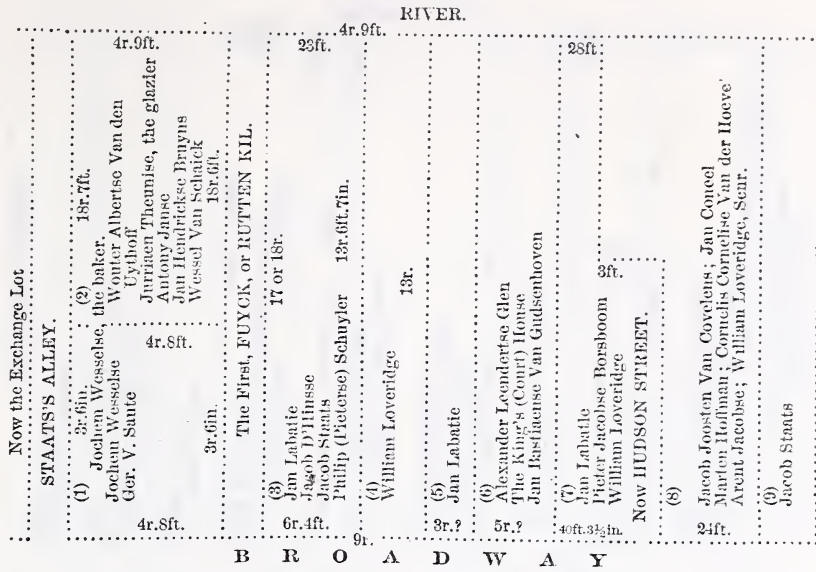 RIVER.
4r.9ft.
4r.9ft.
23ft.
28ft
Now the Exchange Lot
STAATS'S ALLEY.
(1) 3r.6in.
Jochem Wesselse, the baker.
Jochem Wesselse
Ger. V. Sante
3r.6in.
4r.8ft.
4r.8ft.
(2) 18r.7ft.
Wouter Albertse Van den
Uythoff
Jurriaen Theunise, the glazier
Antony Janse
Jan Hendrickse Bruyns
Wessel Van Schaick
18r.6ft.
The First, FUYCK, or RUTTEN KIL.
(3) 17 or 18r.
Jan Labatie
Jacob D'Hinsse
Jacob Staats
Philip (Pieterse) Schuyler 13r.6ft.7in.
6r.4ft.
(4)
William Loveridge
13r.
9r.
(5)
Jan Labatie
3r.?
(6)
Alexander Leendertse Glen
The King's (Court) House
Jan Bastiaense Van Gudsenhoven
5r.?
(7)
Jan Labatie
Pieter Jacobse Borsboom
William Loveridge
3ft.
40ft.3½in.
Now HUDSON STREET.
(8)
Jacob Joosten Van Covelens; Jan Coneel
Marten Hoffman; Cornelis Cornelise Van der Hoeve
Arent Jacobse; William Loveridge, Senr.
24ft.
(9)
Jacob Staats
BROADWAY